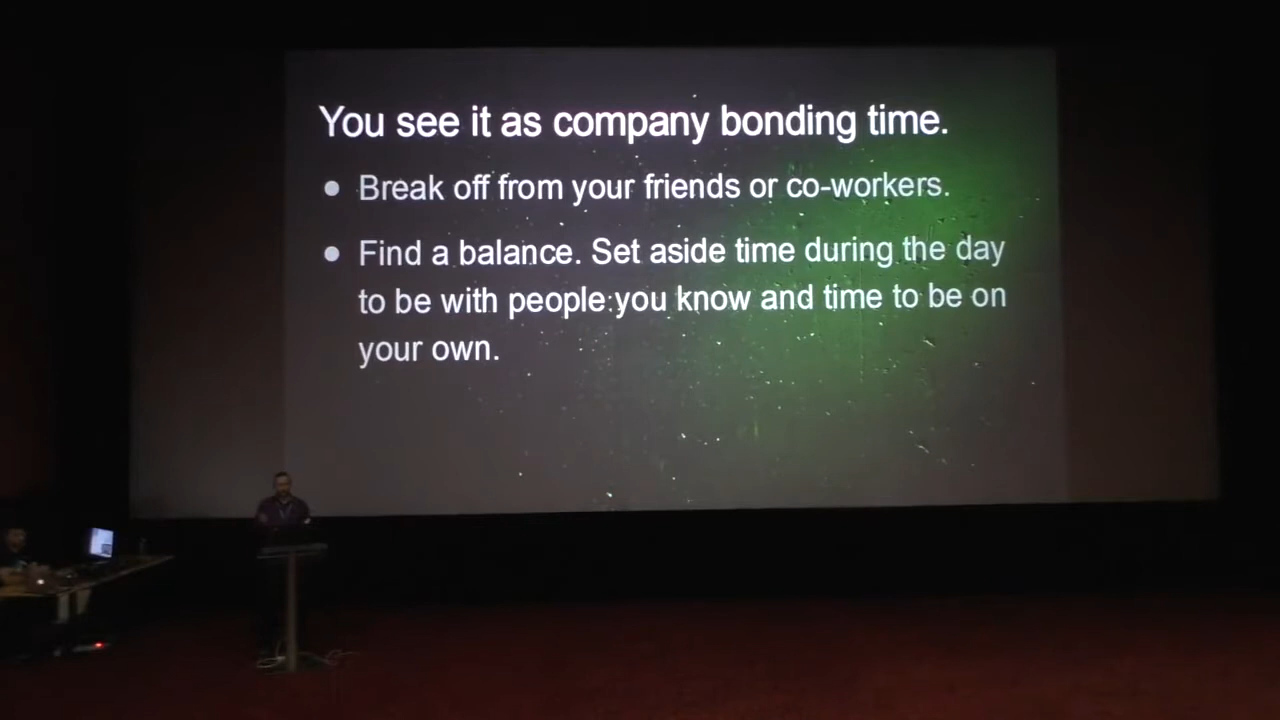 You see it as company bonding time.
● Break off from your friends or co-workers.
● Find a balance. Set aside time during the day
to be with people you know and time to be on
your own.